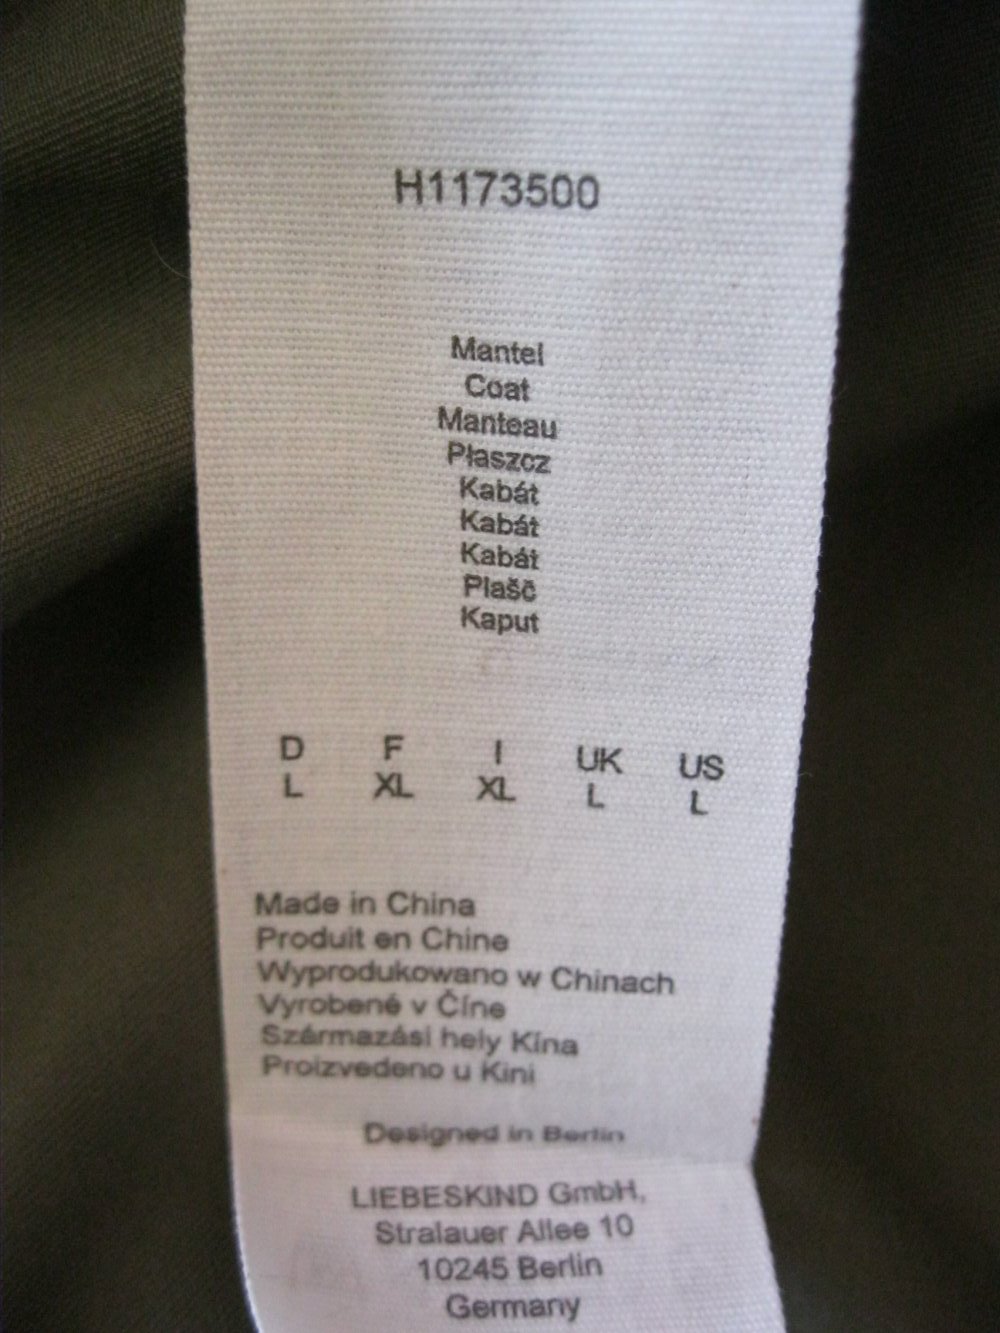 H1173500
Mantel
Coat
Manteau
Płaszcz
Kabát
Kabát
Kabát
Plašč
Kaput
D F I UK US
L XL XL L L
Made in China
Produit en Chine
Wyprodukowano w Chinach
Vyrobené v Číne
Származási hely Kína
Proizvedeno u Kini
Designed in Berlin
LIEBESKIND GmbH,
Stralauer Allee 10
10245 Berlin
Germany